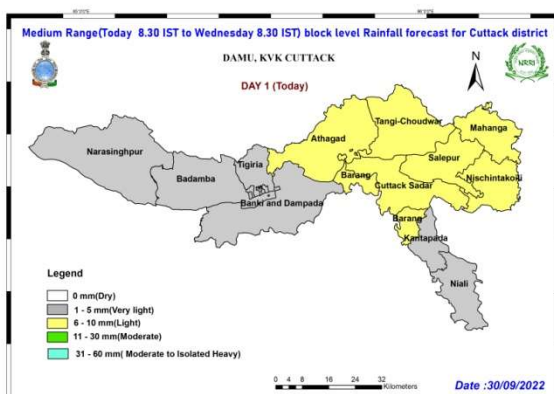 Medium Range(Today 8.30 IST to Wednesday 8.30 IST) block level Rainfall forecast for Cuttack district
DAMU, KVK CUTTACK
N
NRRI
DAY 1 (Today)
Tangi-Choudwar
Mahanga
Athagad
Narasinghpur
Salepur
Tigiria
Badamba
Barang
Nischintakoili
Cuttack Sadar
Banki and Dampada
Barang
Kantapada
Niali
Legend
0 mm(Dry)
1 - 5 mm(Very light)
6 - 10 mm(Light)
11 - 30 mm(Moderate)
31 - 60 mm( Moderate to Isolated Heavy)
0 4 8 16 24 32
Kilometers
Date :30/09/2022